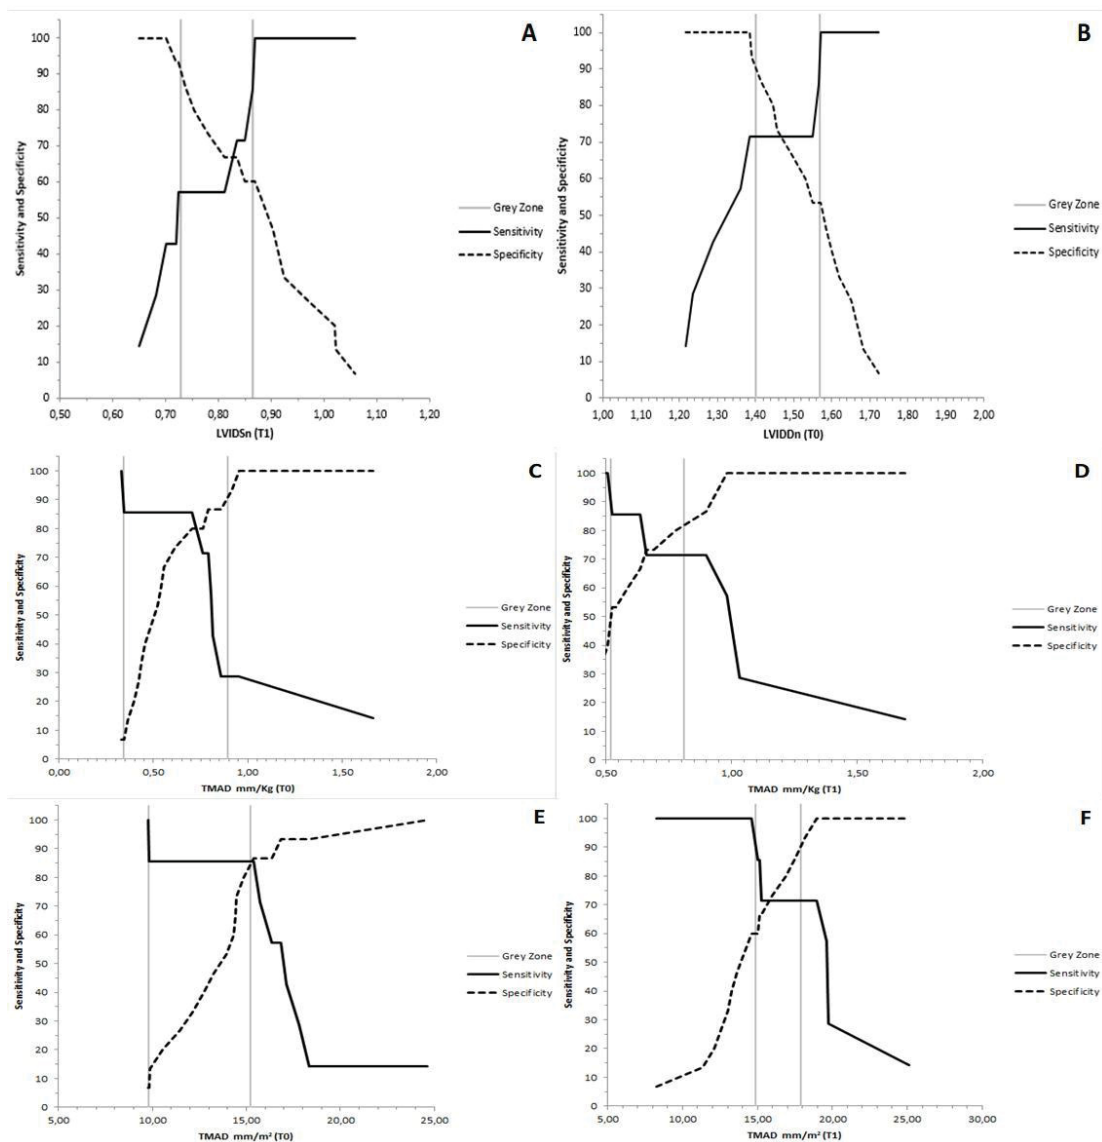 A
Sensitivity and Specificity
100
90
80
70
60
50
40
30
20
10
0
0,50 0,60 0,70 0,80 0,90 1,00 1,10 1,20
LVIDSn (T1)
Grey Zone
Sensitivity
Specificity
B
Sensitivity and Specificity
100
90
80
70
60
50
40
30
20
10
0
1,00 1,10 1,20 1,30 1,40 1,50 1,60 1,70 1,80 1,90 2,00
LVIDDn (T0)
Grey Zone
Sensitivity
Specificity
C
Sensitivity and Specificity
100
90
80
70
60
50
40
30
20
10
0
0,00 0,50 1,00 1,50 2,00
TMAD mm/Kg (T0)
Grey Zone
Sensitivity
Specificity
D
Sensitivity and Specificity
100
90
80
70
60
50
40
30
20
10
0
0,50 1,00 1,50 2,00
TMAD mm/Kg (T1)
Grey Zone
Sensitivity
Specificity
E
Sensitivity and Specificity
100
90
80
70
60
50
40
30
20
10
0
5,00 10,00 15,00 20,00 25,00
TMAD mm/m² (T0)
Grey Zone
Sensitivity
Specificity
F
Sensitivity and Specificity
100
90
80
70
60
50
40
30
20
10
0
5,00 10,00 15,00 20,00 25,00 30,00
TMAD mm/m² (T1)
Grey Zone
Sensitivity
Specificity